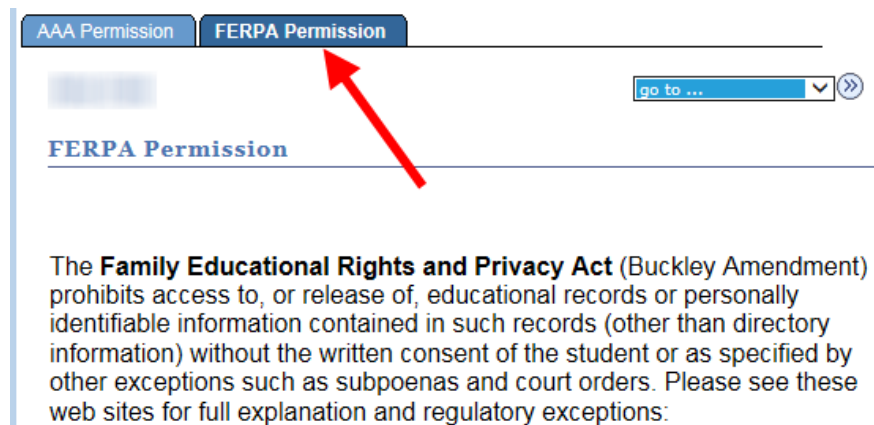 AAA Permission FERPA Permission
go to ...
FERPA Permission
The Family Educational Rights and Privacy Act (Buckley Amendment)
prohibits access to, or release of, educational records or personally
identifiable information contained in such records (other than directory
information) without the written consent of the student or as specified by
other exceptions such as subpoenas and court orders. Please see these
web sites for full explanation and regulatory exceptions: